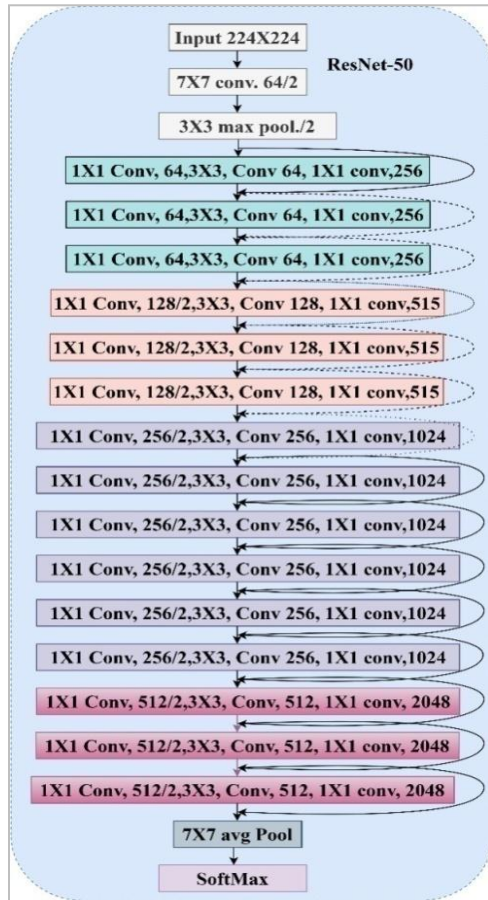 Input 224X224
ResNet-50
7X7 conv. 64/2
3X3 max pool./2
1X1 Conv, 64,3X3, Conv 64, 1X1 conv,256
1X1 Conv, 64,3X3, Conv 64, 1X1 conv,256
1X1 Conv, 64,3X3, Conv 64, 1X1 conv,256
1X1 Conv, 128/2,3X3, Conv 128, 1X1 conv,515
1X1 Conv, 128/2,3X3, Conv 128, 1X1 conv,515
1X1 Conv, 128/2,3X3, Conv 128, 1X1 conv,515
1X1 Conv, 256/2,3X3, Conv 256, 1X1 conv,1024
1X1 Conv, 256/2,3X3, Conv 256, 1X1 conv,1024
1X1 Conv, 256/2,3X3, Conv 256, 1X1 conv,1024
1X1 Conv, 256/2,3X3, Conv 256, 1X1 conv,1024
1X1 Conv, 256/2,3X3, Conv 256, 1X1 conv,1024
1X1 Conv, 256/2,3X3, Conv 256, 1X1 conv,1024
1X1 Conv, 512/2,3X3, Conv, 512, 1X1 conv, 2048
1X1 Conv, 512/2,3X3, Conv, 512, 1X1 conv, 2048
1X1 Conv, 512/2,3X3, Conv, 512, 1X1 conv, 2048
7X7 avg Pool
SoftMax